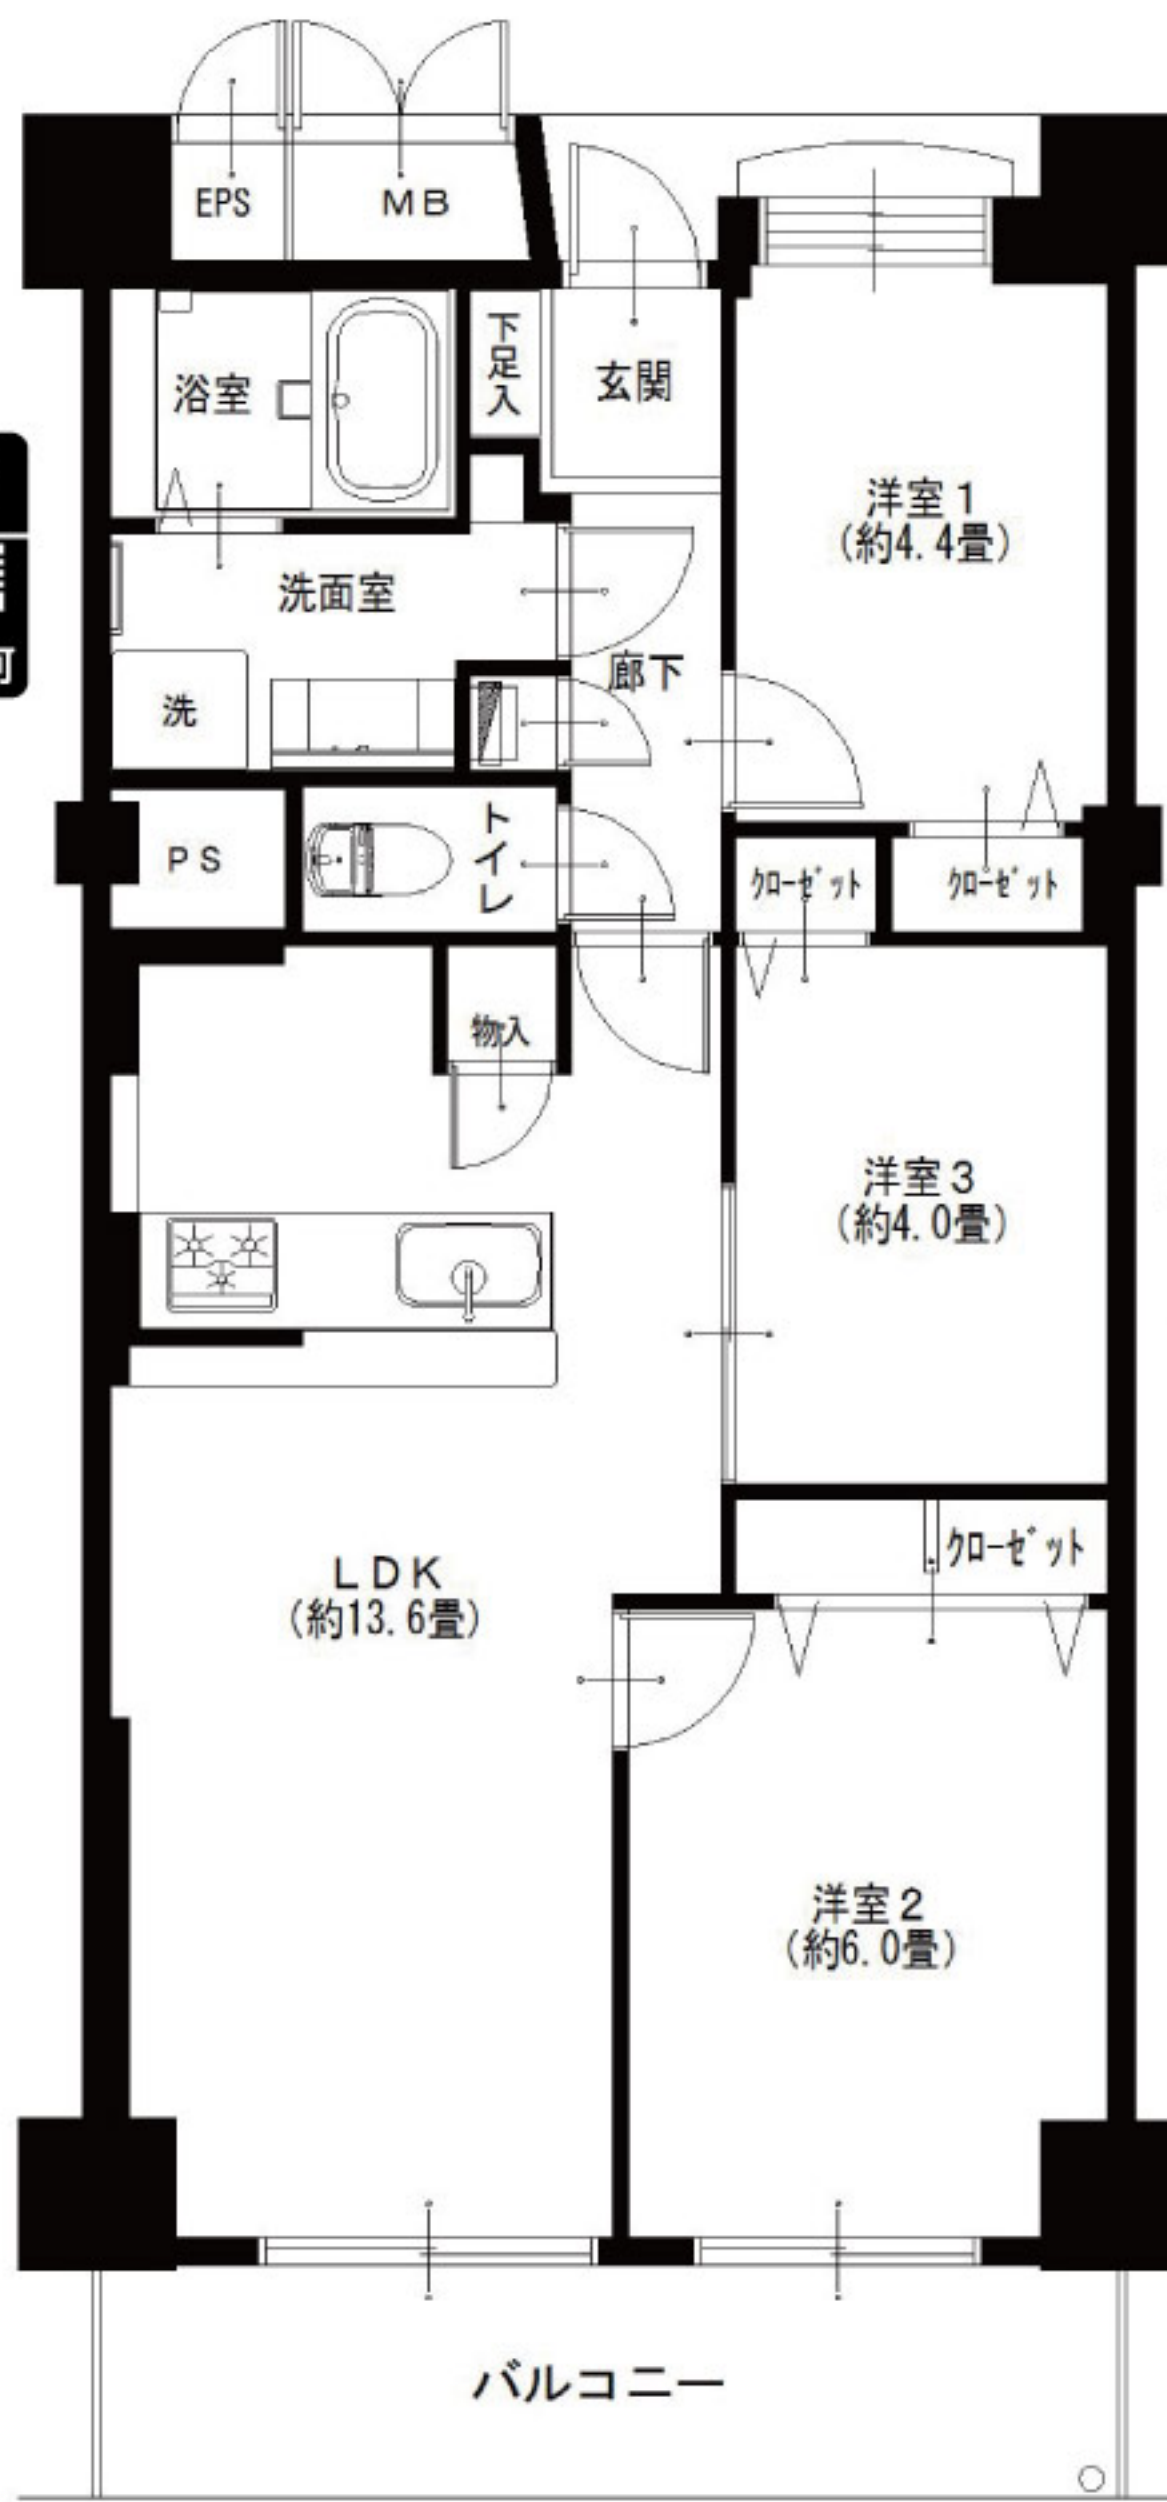 EPS
MB
浴室
下足入
玄関
洋室1
(約4.4畳)
洗面室
廊下
洗
PS
トイレ
クローゼット
クローゼット
物入
洋室3
(約4.0畳)
クローゼット
LDK
(約13.6畳)
洋室2
(約6.0畳)
バルコニー